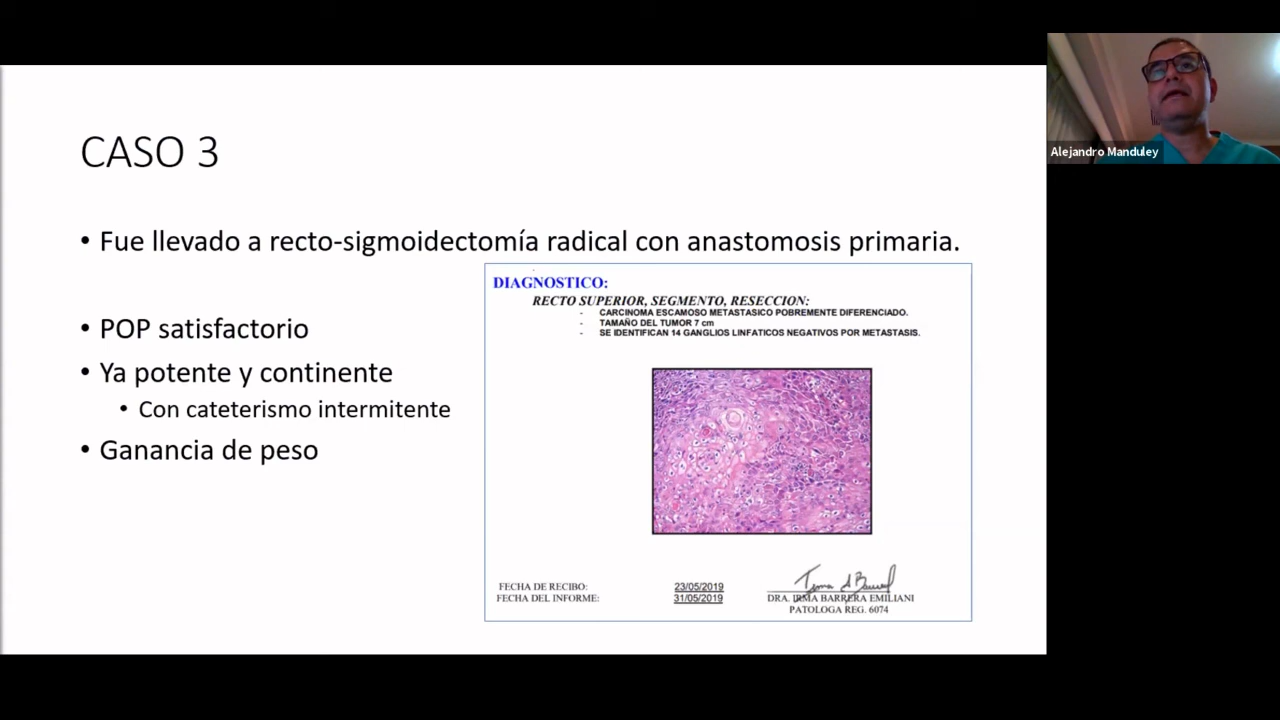 CASO 3
• Fue llevado a recto-sigmoidectomía radical con anastomosis primaria.
• POP satisfactorio
• Ya potente y continente
• Con cateterismo intermitente
• Ganancia de peso
DIAGNOSTICO:
RECTO SUPERIOR, SEGMENTO, RESECCION:
- CARCINOMA ESCAMOSO METASTASICO POBREMENTE DIFERENCIADO.
- TAMAÑO DEL TUMOR 7 cm
- SE IDENTIFICAN 14 GANGLIOS LINFATICOS NEGATIVOS POR METASTASIS.
FECHA DE RECIBO: 23/05/2019
FECHA DEL INFORME: 31/05/2019
DRA. IRMA BARRERA EMILIANI
PATOLOGA REG. 6074
Alejandro Manduley